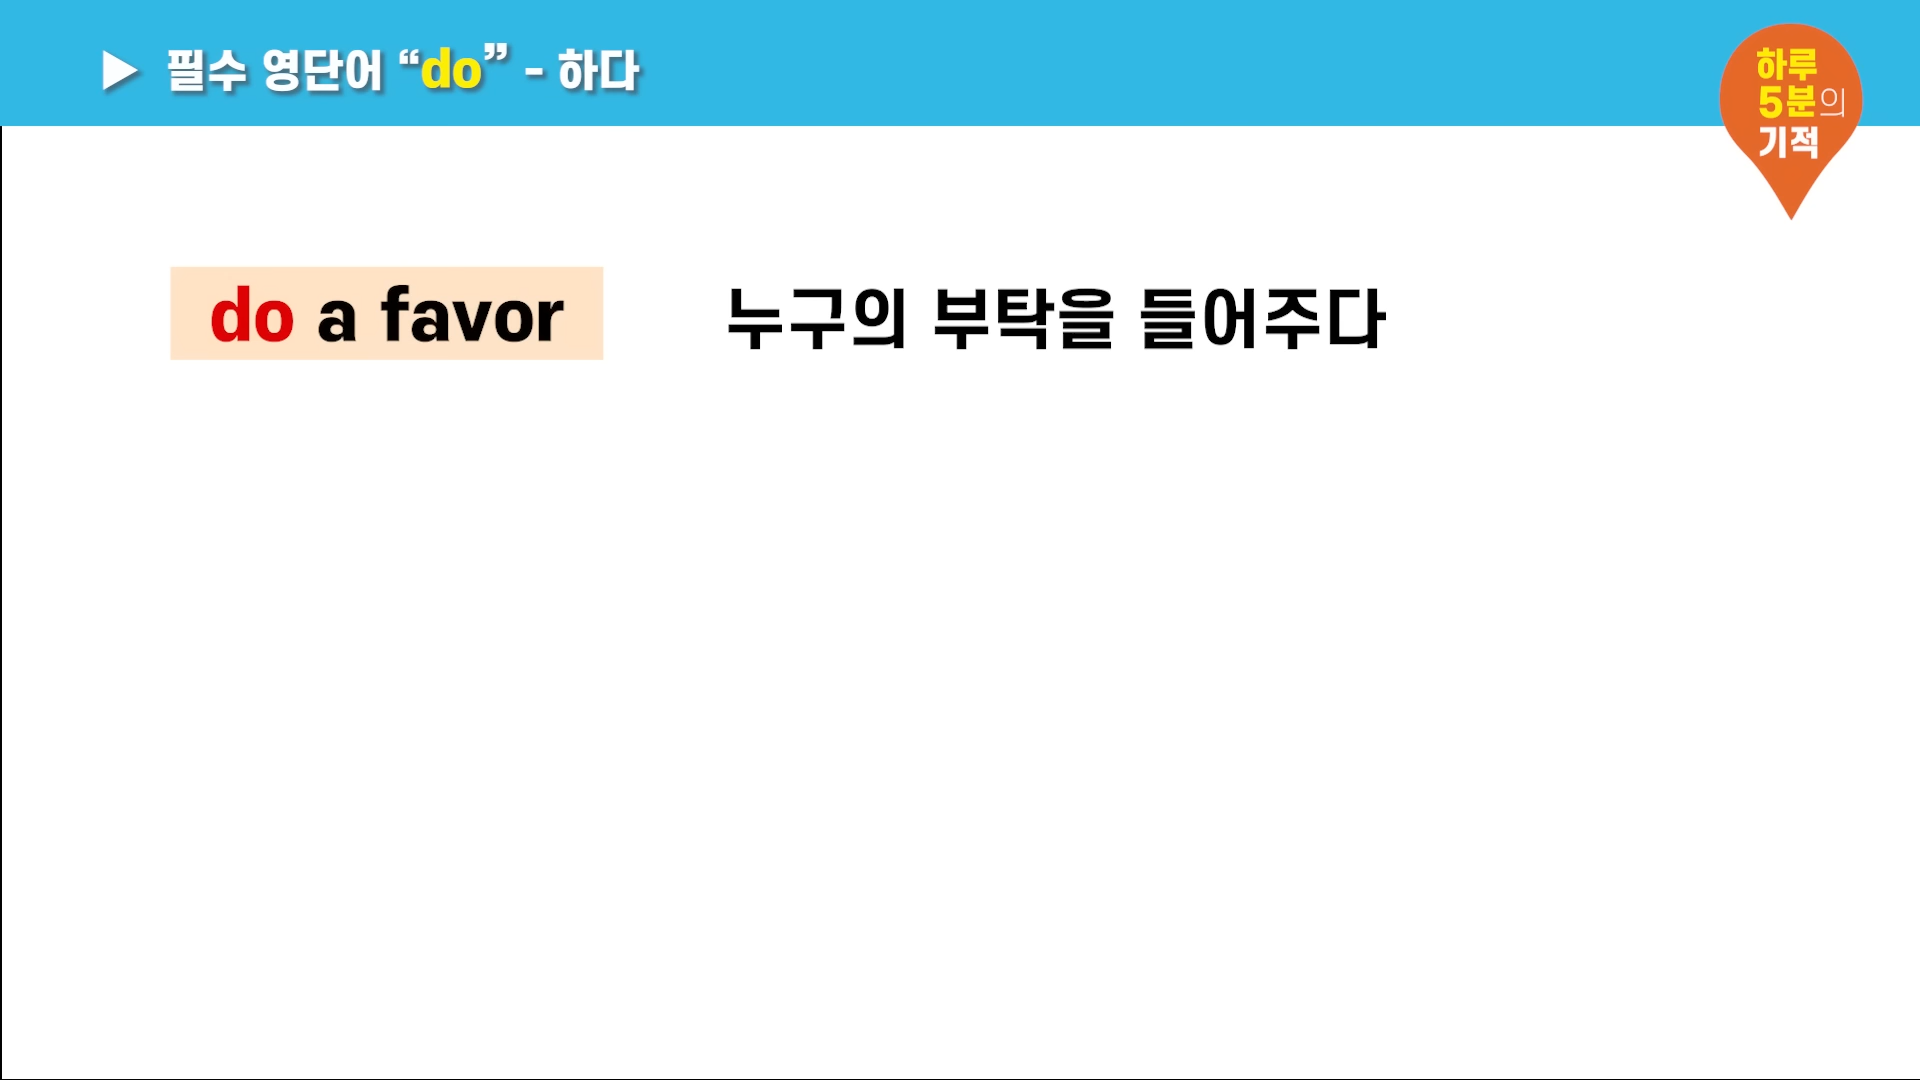 ▶ 필수 영단어 “do” - 하다
하루
5분의
기적
do a favor 누구의 부탁을 들어주다